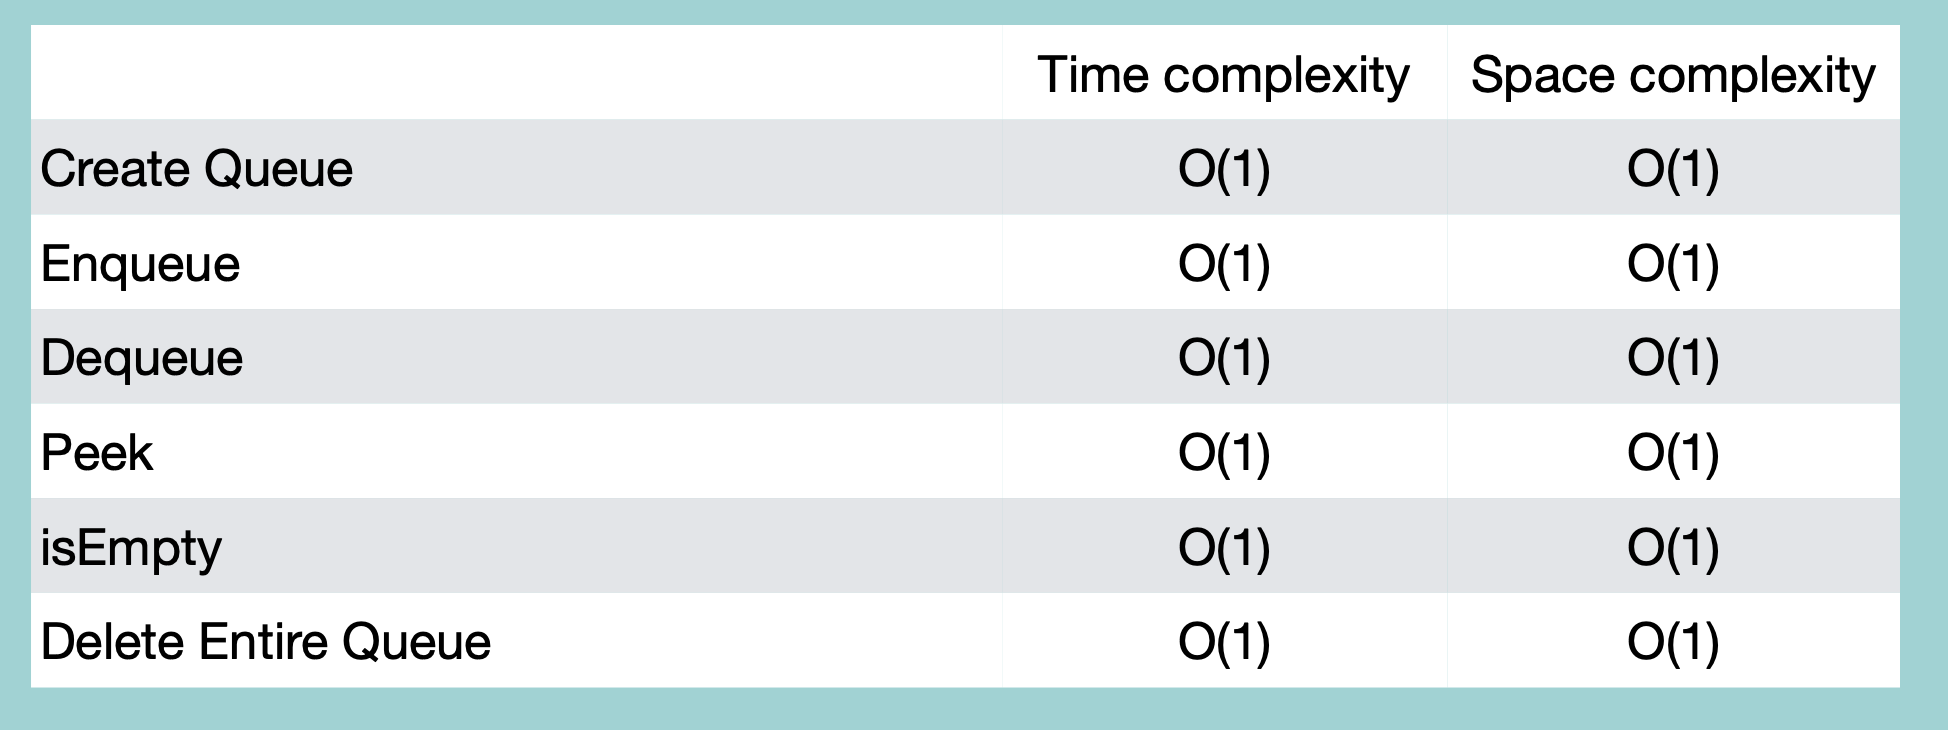 Time complexity Space complexity
Create Queue O(1) O(1)
Enqueue O(1) O(1)
Dequeue O(1) O(1)
Peek O(1) O(1)
isEmpty O(1) O(1)
Delete Entire Queue O(1) O(1)